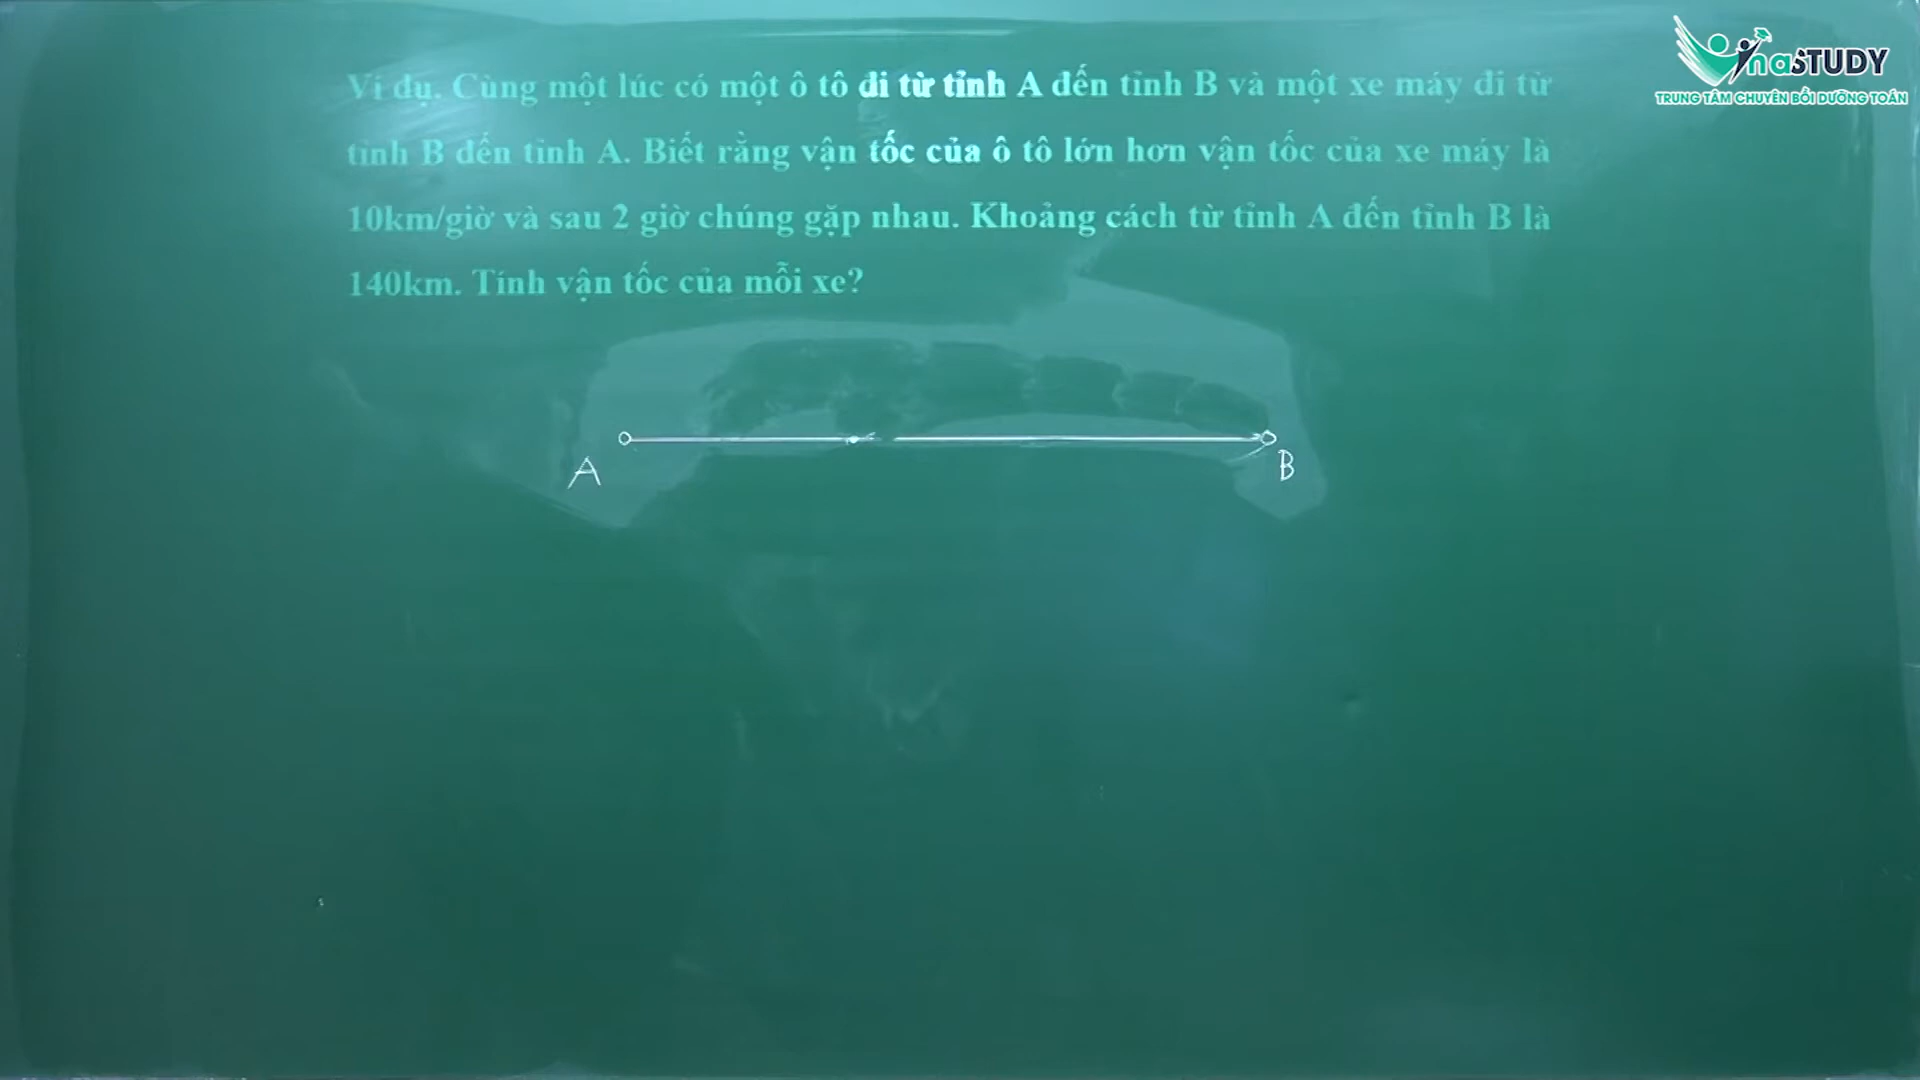 Ví dụ. Cùng một lúc có một ô tô đi từ tỉnh A đến tỉnh B và một xe máy đi từ
tỉnh B đến tỉnh A. Biết rằng vận tốc của ô tô lớn hơn vận tốc của xe máy là
10km/giờ và sau 2 giờ chúng gặp nhau. Khoảng cách từ tỉnh A đến tỉnh B là
140km. Tính vận tốc của mỗi xe?
A
B
VinaSTUDY
TRUNG TÂM CHUYÊN BỒI DƯỠNG TOÁN